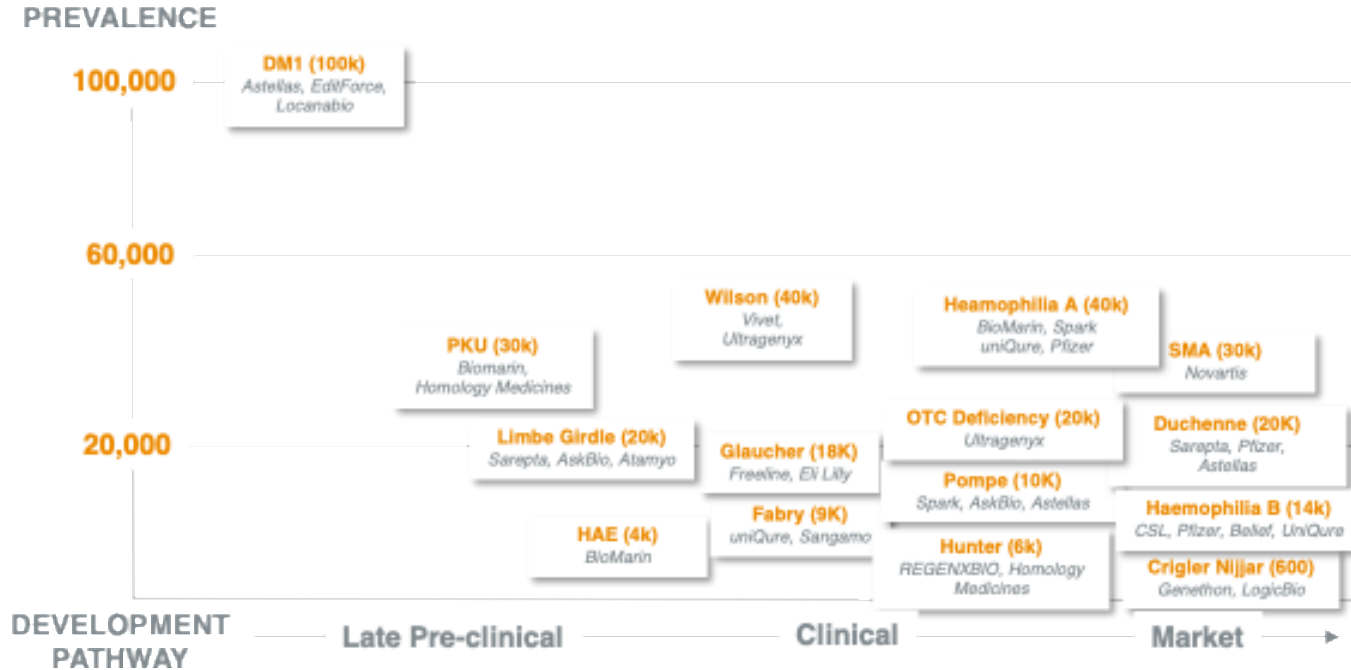 PREVALENCE
100,000
DM1 (100k)
Astellas, EditForce,
Locanabio
60,000
Wilson (40k)
Vivet,
Ultragenyx
Heamophilia A (40k)
BioMarin, Spark
uniQure, Pfizer
PKU (30k)
Biomarin,
Homology Medicines
SMA (30k)
Novartis
20,000
Limbe Girdle (20k)
Sarepta, AskBio, Atamyo
Glaucher (18K)
Freeline, Eli Lilly
OTC Deficiency (20k)
Ultragenyx
Duchenne (20K)
Sarepta, Pfizer,
Astellas
Pompe (10K)
Spark, AskBio, Astellas
HAE (4k)
BioMarin
Fabry (9K)
uniQure, Sangamo
Haemophilia B (14k)
CSL, Pfizer, Belief, UniQure
Hunter (6k)
REGENXBIO, Homology
Medicines
Crigler Nijjar (600)
Genethon, LogicBio
DEVELOPMENT
PATHWAY
Late Pre-clinical
Clinical
Market